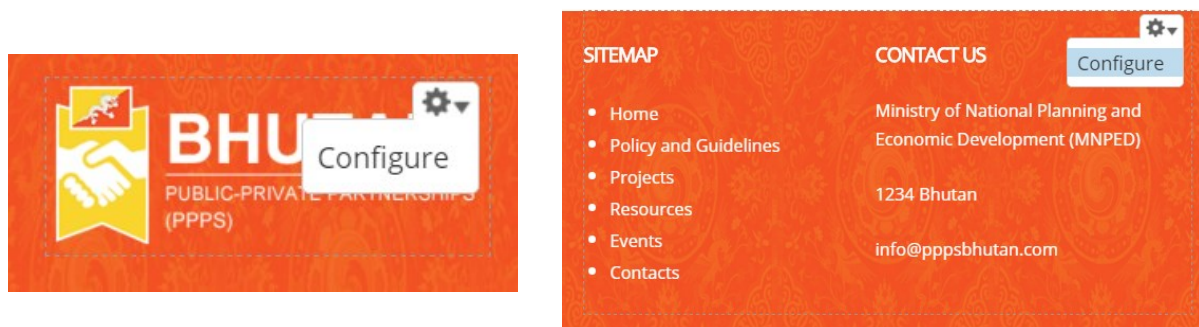 BHU
Configure
PUBLIC-PRIVATE PARTNERSHIPS
(PPPS)
SITEMAP
Home
Policy and Guidelines
Projects
Resources
Events
Contacts
CONTACT US
Configure
Ministry of National Planning and
Economic Development (MNPED)
1234 Bhutan
info@pppsbhutan.com